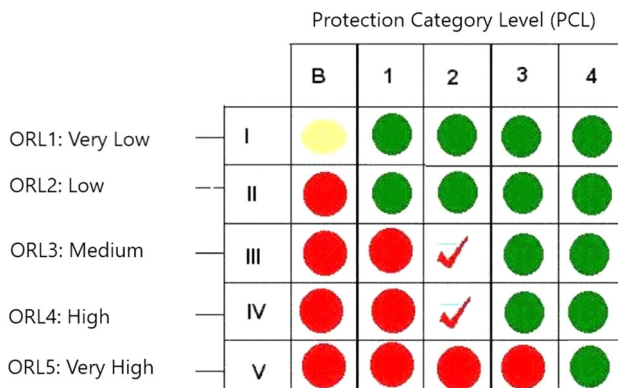 Protection Category Level (PCL)
B 1 2 3 4
ORL1: Very Low I
ORL2: Low II
ORL3: Medium III
ORL4: High IV
ORL5: Very High V